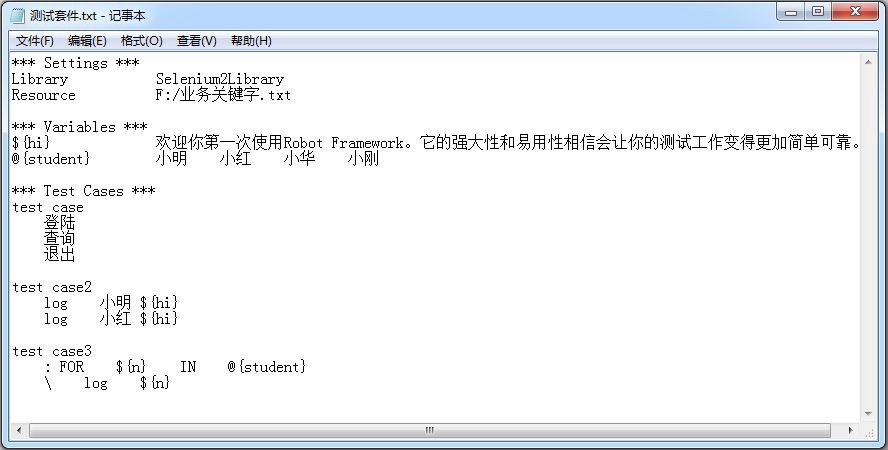 测试套件.txt - 记事本
文件(F) 编辑(E) 格式(O) 查看(V) 帮助(H)
*** Settings ***
Library           Selenium2Library
Resource          F:/业务关键字.txt

*** Variables ***
${hi}             欢迎你第一次使用Robot Framework。它的强大性和易用性相信会让你的测试工作变得更加简单可靠。
@{student}        小明    小红    小华    小刚

*** Test Cases ***
test case
    登陆
    查询
    退出

test case2
    log    小明 ${hi}
    log    小红 ${hi}

test case3
    : FOR    ${n}    IN    @{student}
    \    log    ${n}